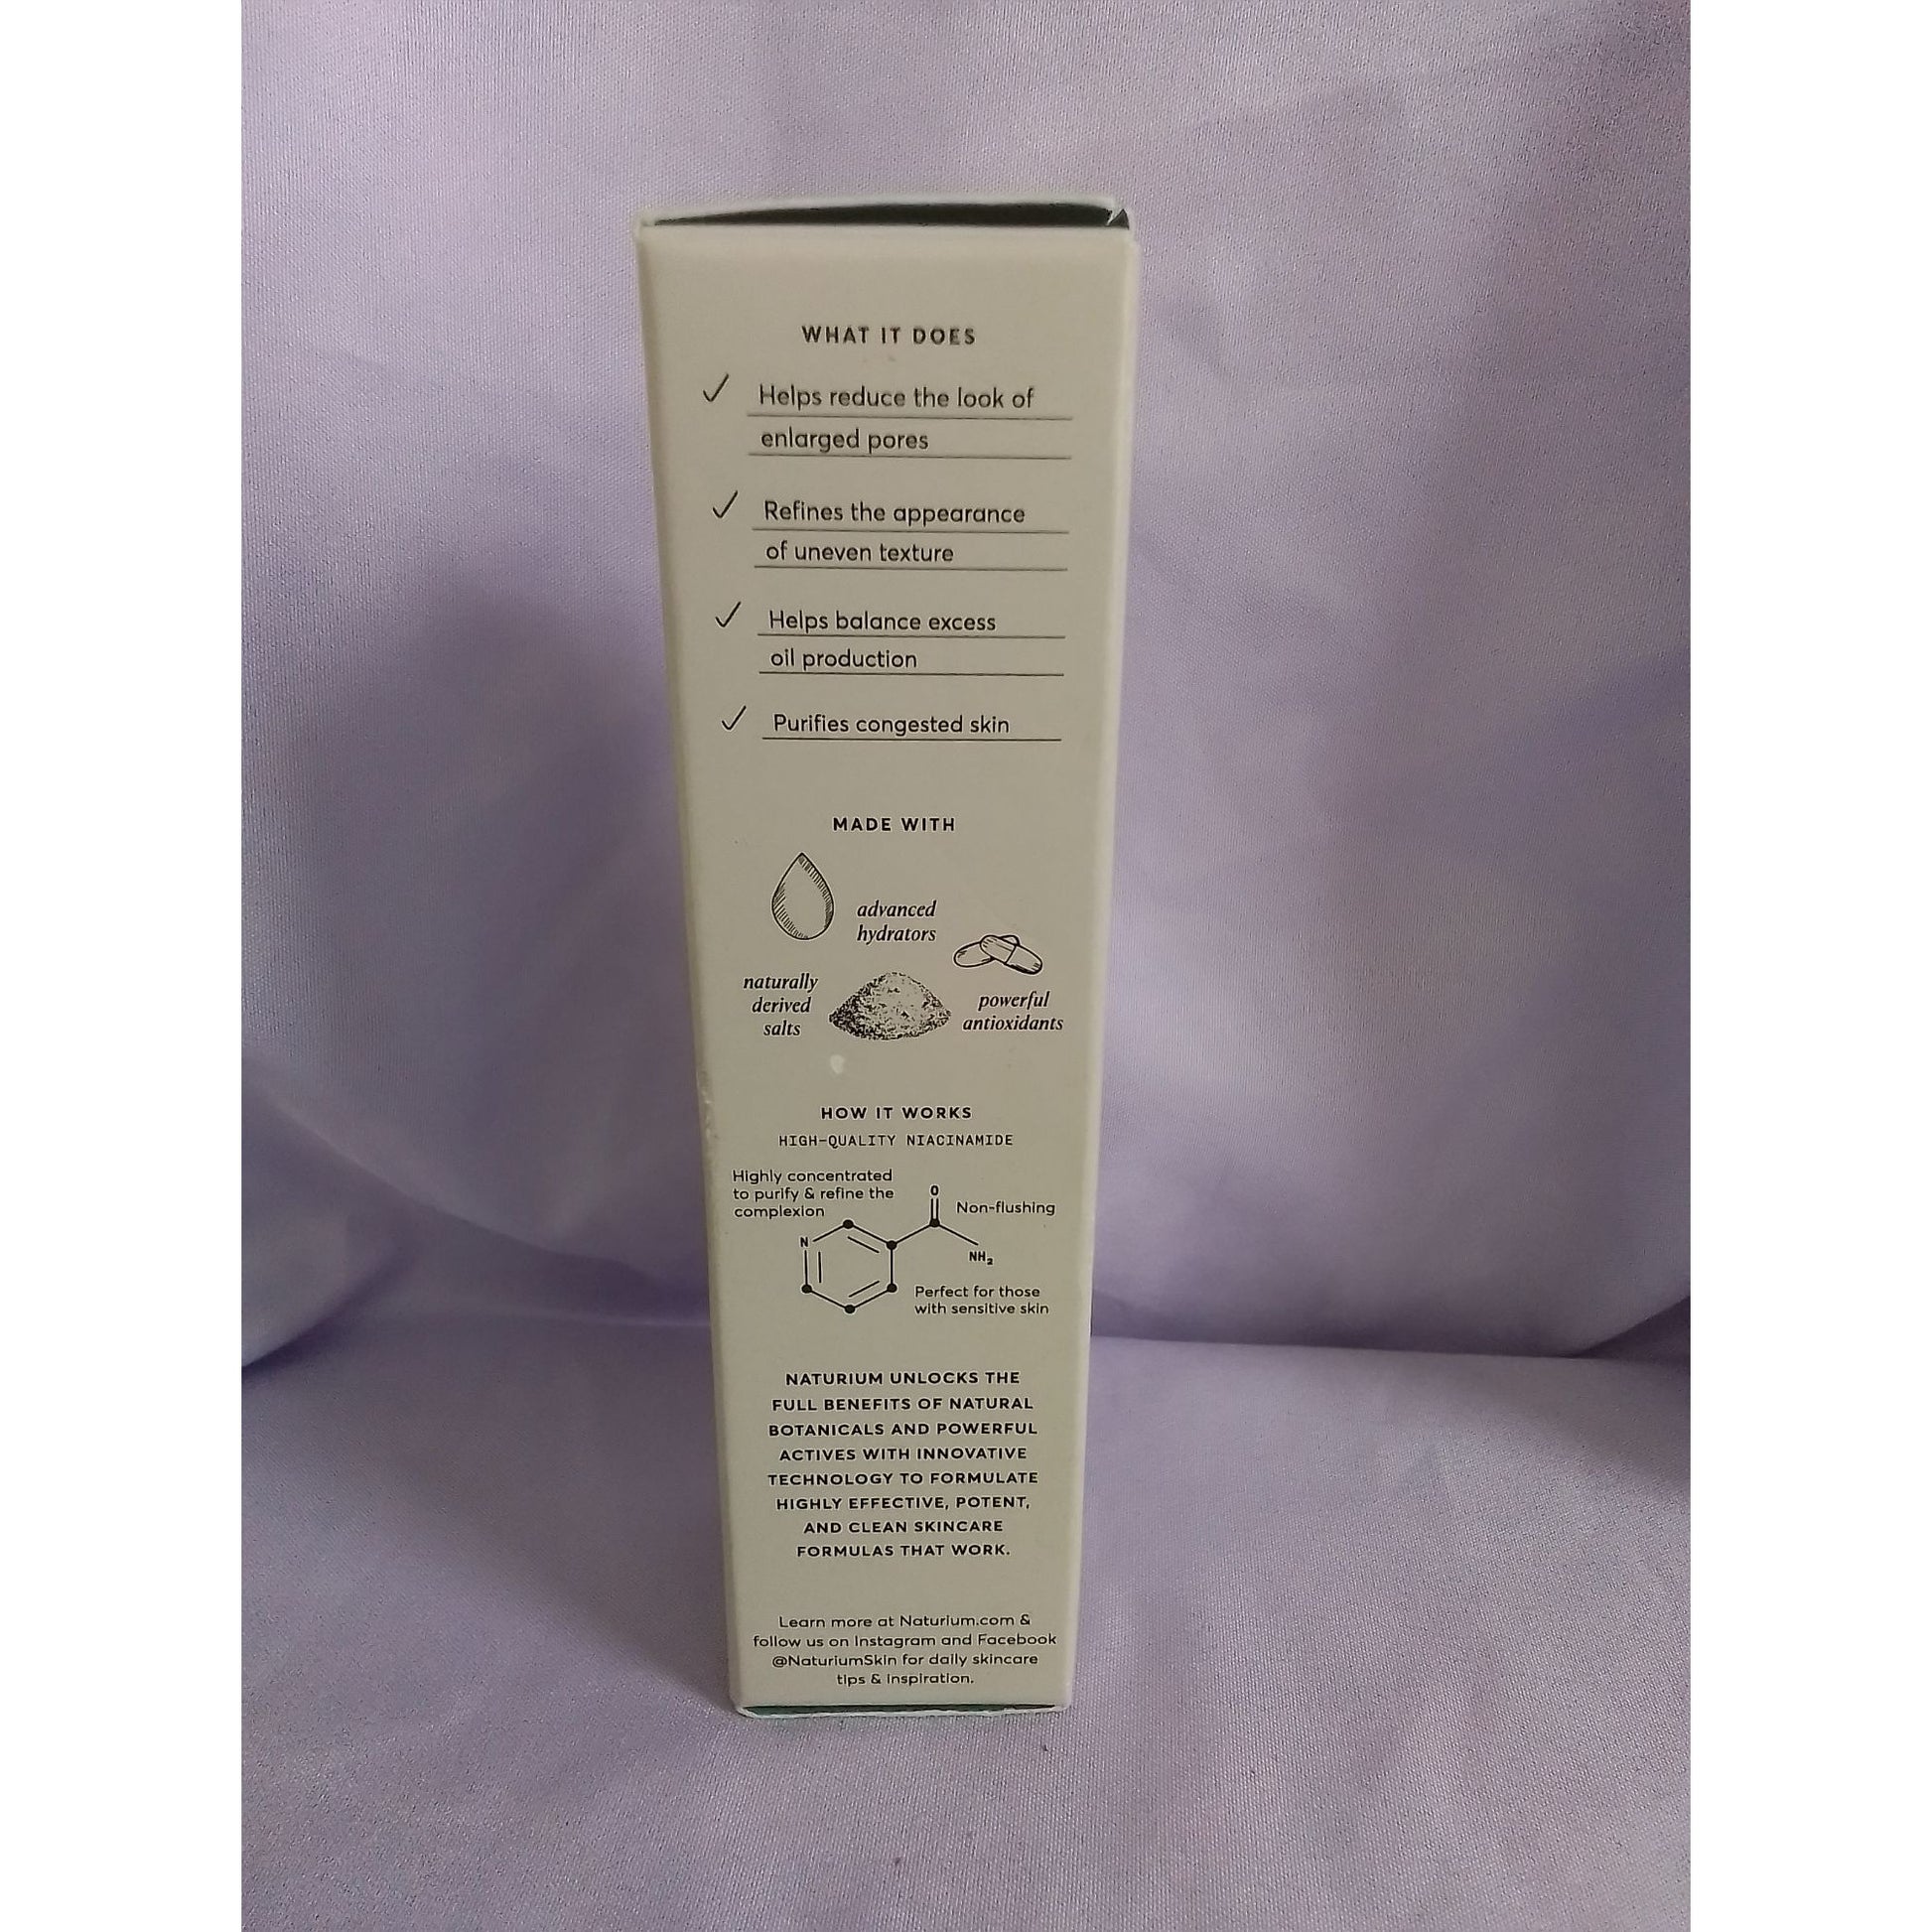 WHAT IT DOES
Helps reduce the look of
enlarged pores
Refines the appearance
of uneven texture
Helps balance excess
oil production
Purifies congested skin
MADE WITH
advanced
hydrators
naturally
derived
salts
powerful
antioxidants
HOW IT WORKS
HIGH-QUALITY NIACINAMIDE
Highly concentrated
to purify & refine the
complexion
O
Non-flushing
N
NH₂
Perfect for those
with sensitive skin
NATURIUM UNLOCKS THE
FULL BENEFITS OF NATURAL
BOTANICALS AND POWERFUL
ACTIVES WITH INNOVATIVE
TECHNOLOGY TO FORMULATE
HIGHLY EFFECTIVE, POTENT,
AND CLEAN SKINCARE
FORMULAS THAT WORK.
Learn more at Naturium.com &
follow us on Instagram and Facebook
@NaturiumSkin for daily skincare
tips & inspiration.